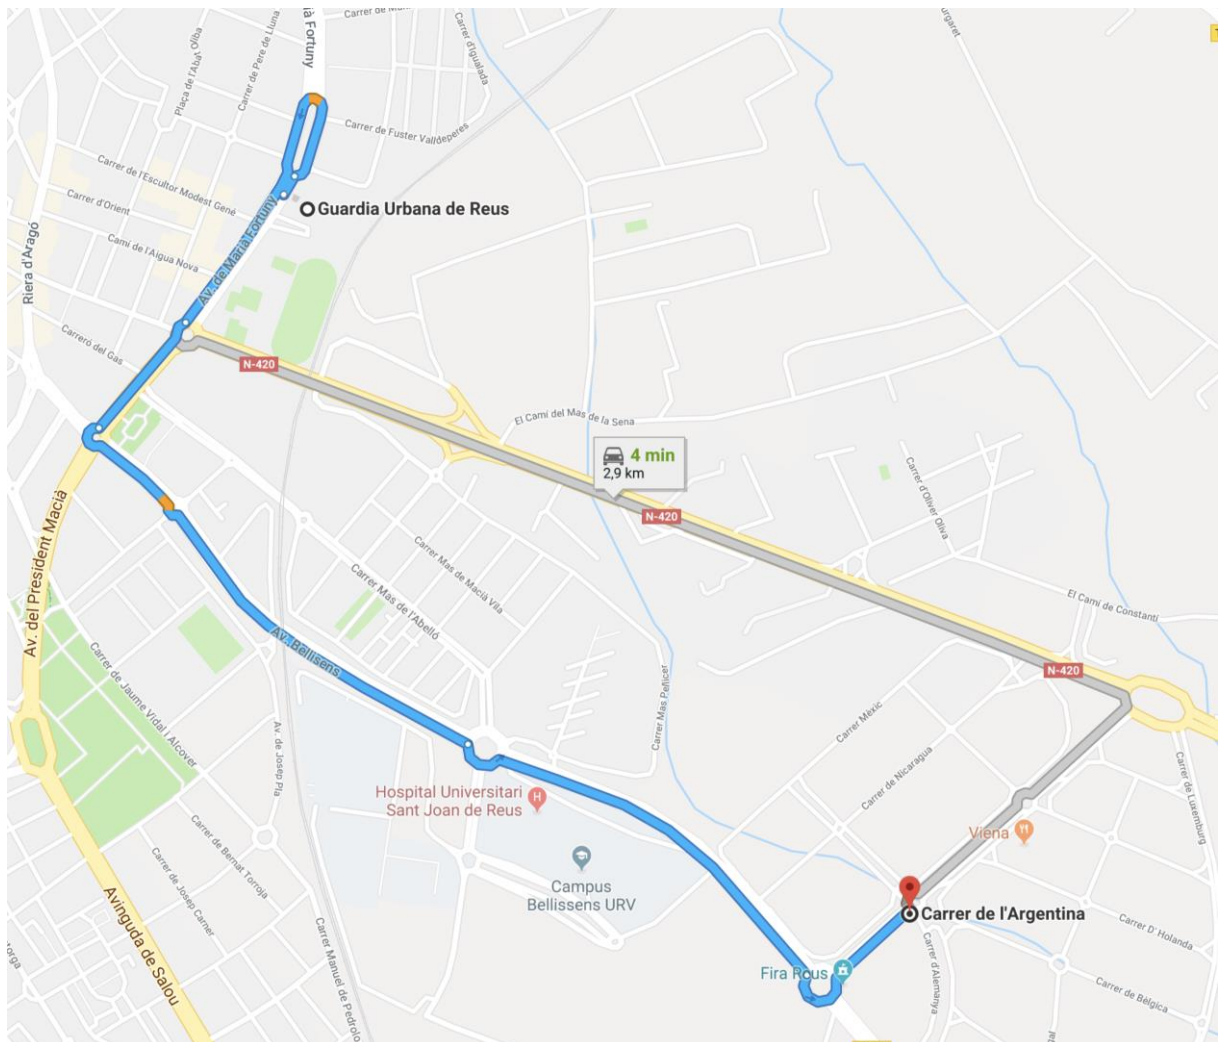 ià Fortuny
Carrer d'Igualada
Plaça de l'Abat Oliba
Carrer de Pere de Lluna
Carrer de Fuster Valldeperes
Carrer de l'Escultor Modest Gené
Carrer d'Orient
Camí de l'Aigua Nova
Guardia Urbana de Reus
Av. de Marià Fortuny
Riera d'Aragó
Carreró del Gas
N-420
El Camí del Mas de la Sena
4 min
2,9 km
N-420
Carrer d'Oliver Oliva
Av. del President Macià
Carrer Mas de Macià Vila
Carrer Mas de l'Abelló
El Camí de Constantí
Av. Bellisens
N-420
Carrer de Jaume Vidal i Alcover
Carrer Mas Pellicer
Carrer Mèxic
Carrer de Nicaragua
Av. de Josep Pla
Carrer de Luxemburg
Hospital Universitari
Sant Joan de Reus
H
Viena
Carrer de Bernat Torroja
Carrer de Josep Carner
Campus
Bellissens URV
Carrer de l'Argentina
Avinguda de Salou
Carrer Manuel de Pedrolo
Carrer D' Holanda
Carrer d'Alemanya
Fira Reus
Carrer de Bèlgica